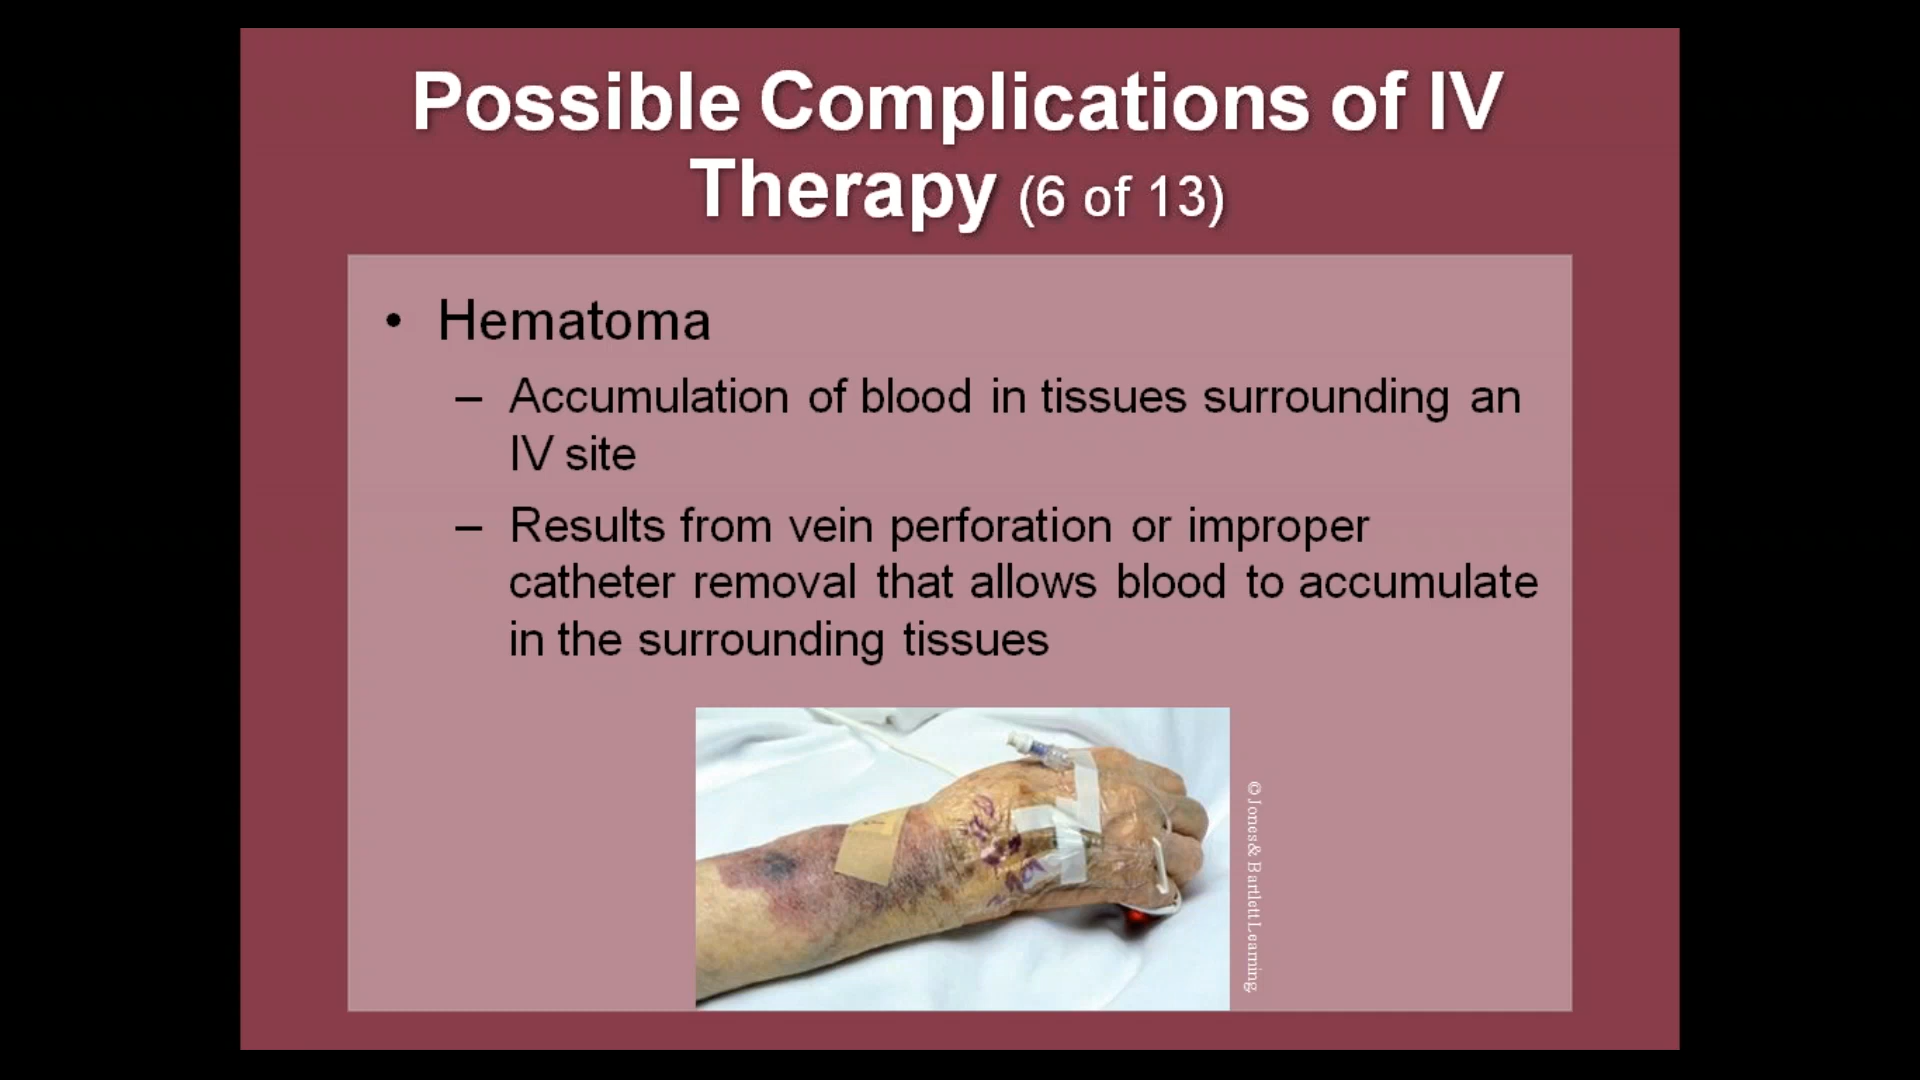 Possible Complications of IV
Therapy (6 of 13)
• Hematoma
– Accumulation of blood in tissues surrounding an
IV site
– Results from vein perforation or improper
catheter removal that allows blood to accumulate
in the surrounding tissues
© Jones & Bartlett Learning